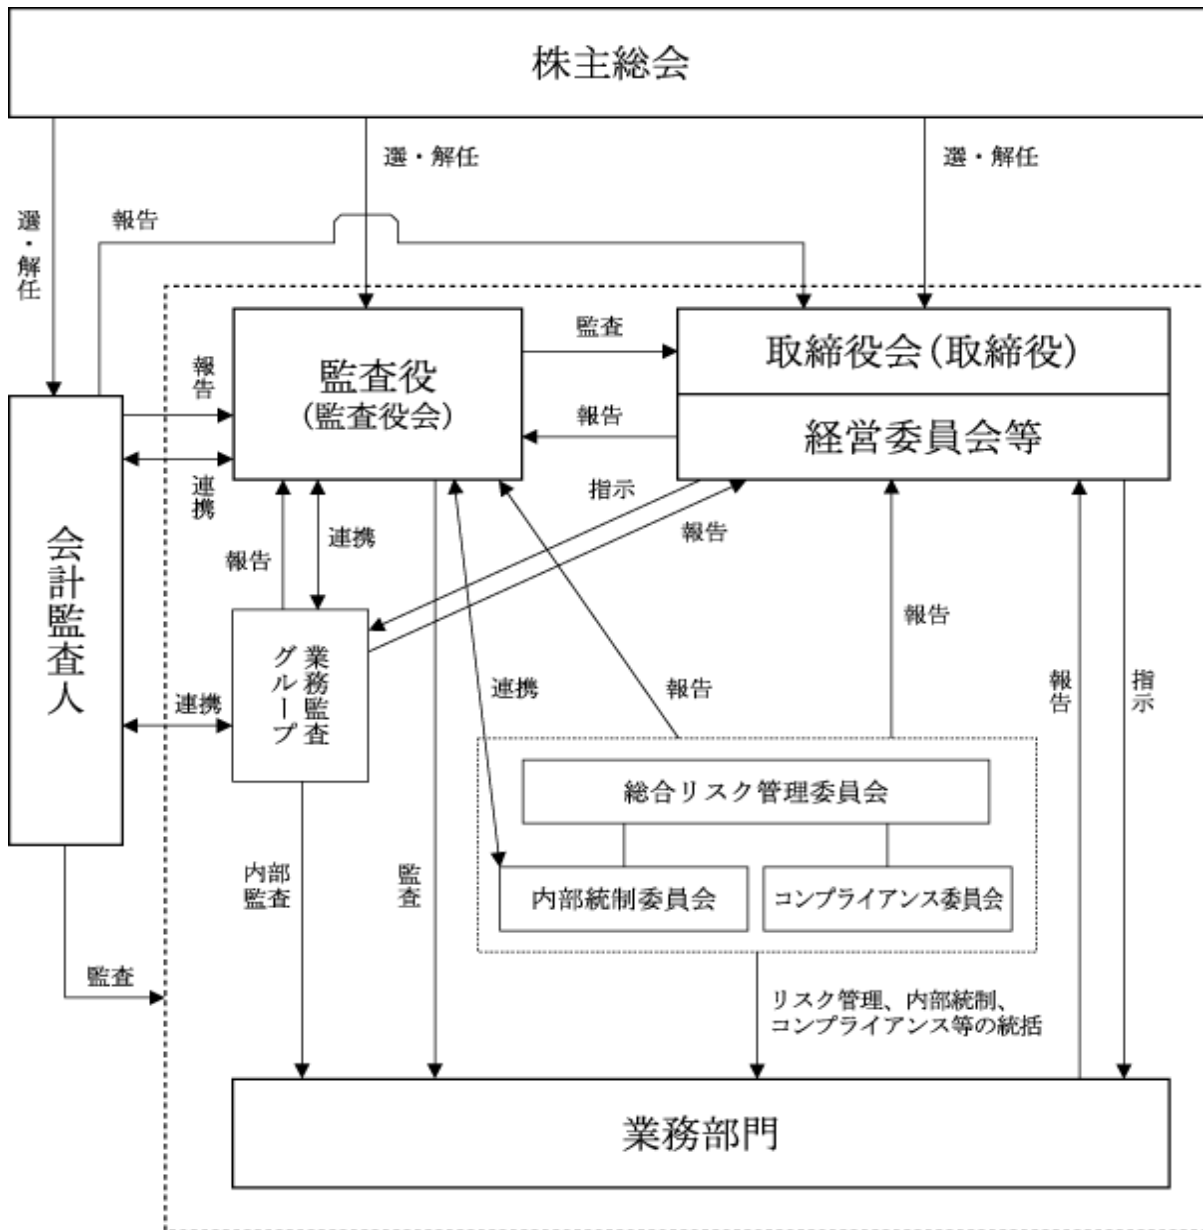 株主総会
選・解任
選・解任
選・解任
報告
監査
取締役会(取締役)
監査役
(監査役会)
報告
報告
経営委員会等
連携
指示
報告
連携
報告
会計監査人
報告
業務監査
グループ
連携
連携
報告
報告
指示
総合リスク管理委員会
内部
監査
監査
内部統制委員会
コンプライアンス委員会
監査
リスク管理、内部統制、
コンプライアンス等の統括
業務部門